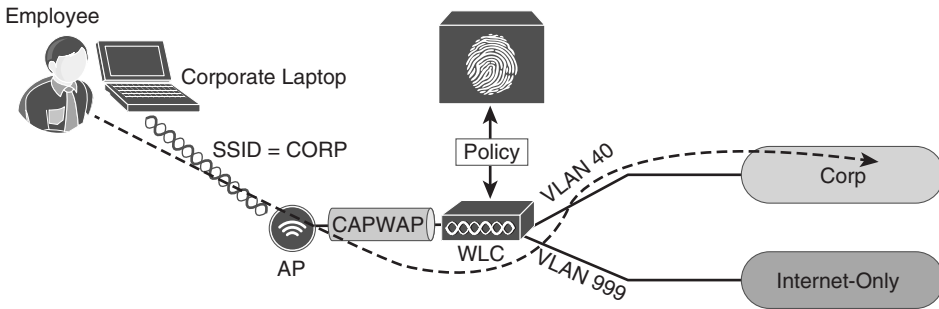 Employee
Corporate Laptop
SSID = CORP
Policy
VLAN 40
Corp
CAPWAP
AP
WLC
VLAN 999
Internet-Only